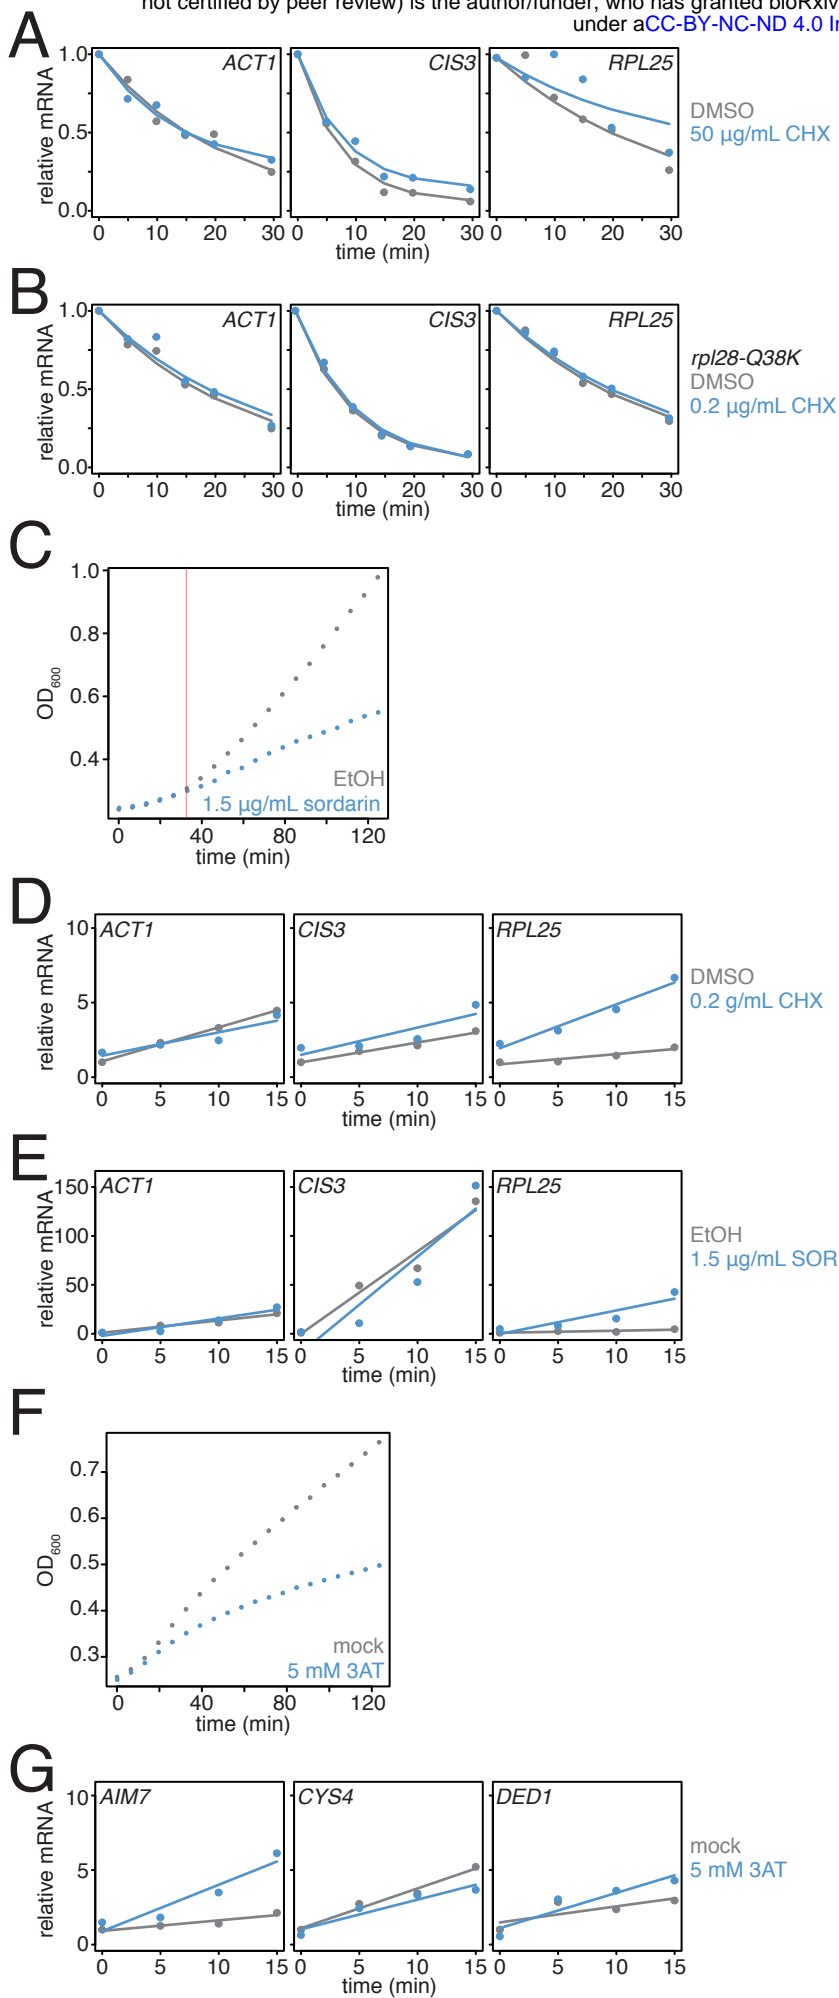 not certified by peer review) is the author/funder, who has granted bioRxiv
under aCC-BY-NC-ND 4.0 In
A
relative mRNA
1.0
0.5
0.0
ACT1
CIS3
RPL25
DMSO
50 µg/mL CHX
0 10 20 30 0 10 20 30 0 10 20 30
time (min)
B
relative mRNA
1.0
0.5
0.0
ACT1
CIS3
RPL25
rpl28-Q38K
DMSO
0.2 µg/mL CHX
0 10 20 30 0 10 20 30 0 10 20 30
time (min)
C
OD600
1.0
0.8
0.6
0.4
EtOH
1.5 µg/mL sordarin
0 40 80 120
time (min)
D
relative mRNA
10
5
0
ACT1
CIS3
RPL25
DMSO
0.2 g/mL CHX
0 5 10 15 0 5 10 15 0 5 10 15
time (min)
E
relative mRNA
150
100
50
0
ACT1
CIS3
RPL25
EtOH
1.5 µg/mL SOR
0 5 10 15 0 5 10 15 0 5 10 15
time (min)
F
OD600
0.7
0.6
0.5
0.4
0.3
mock
5 mM 3AT
0 40 80 120
time (min)
G
relative mRNA
10
5
0
AIM7
CYS4
DED1
mock
5 mM 3AT
0 5 10 15 0 5 10 15 0 5 10 15
time (min)